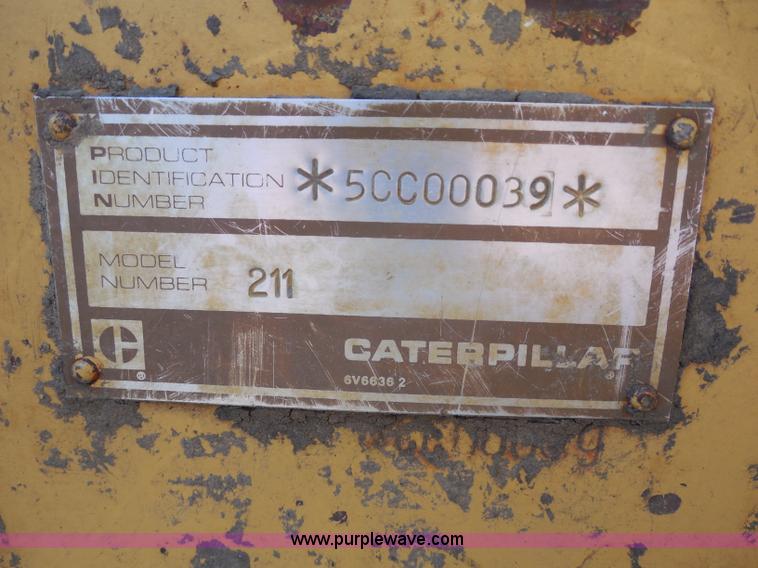 PRODUCT
IDENTIFICATION
NUMBER
*5CC00039*
MODEL
NUMBER 211
C
®
CATERPILLAR
®
6V6636 2
www.purplewave.com